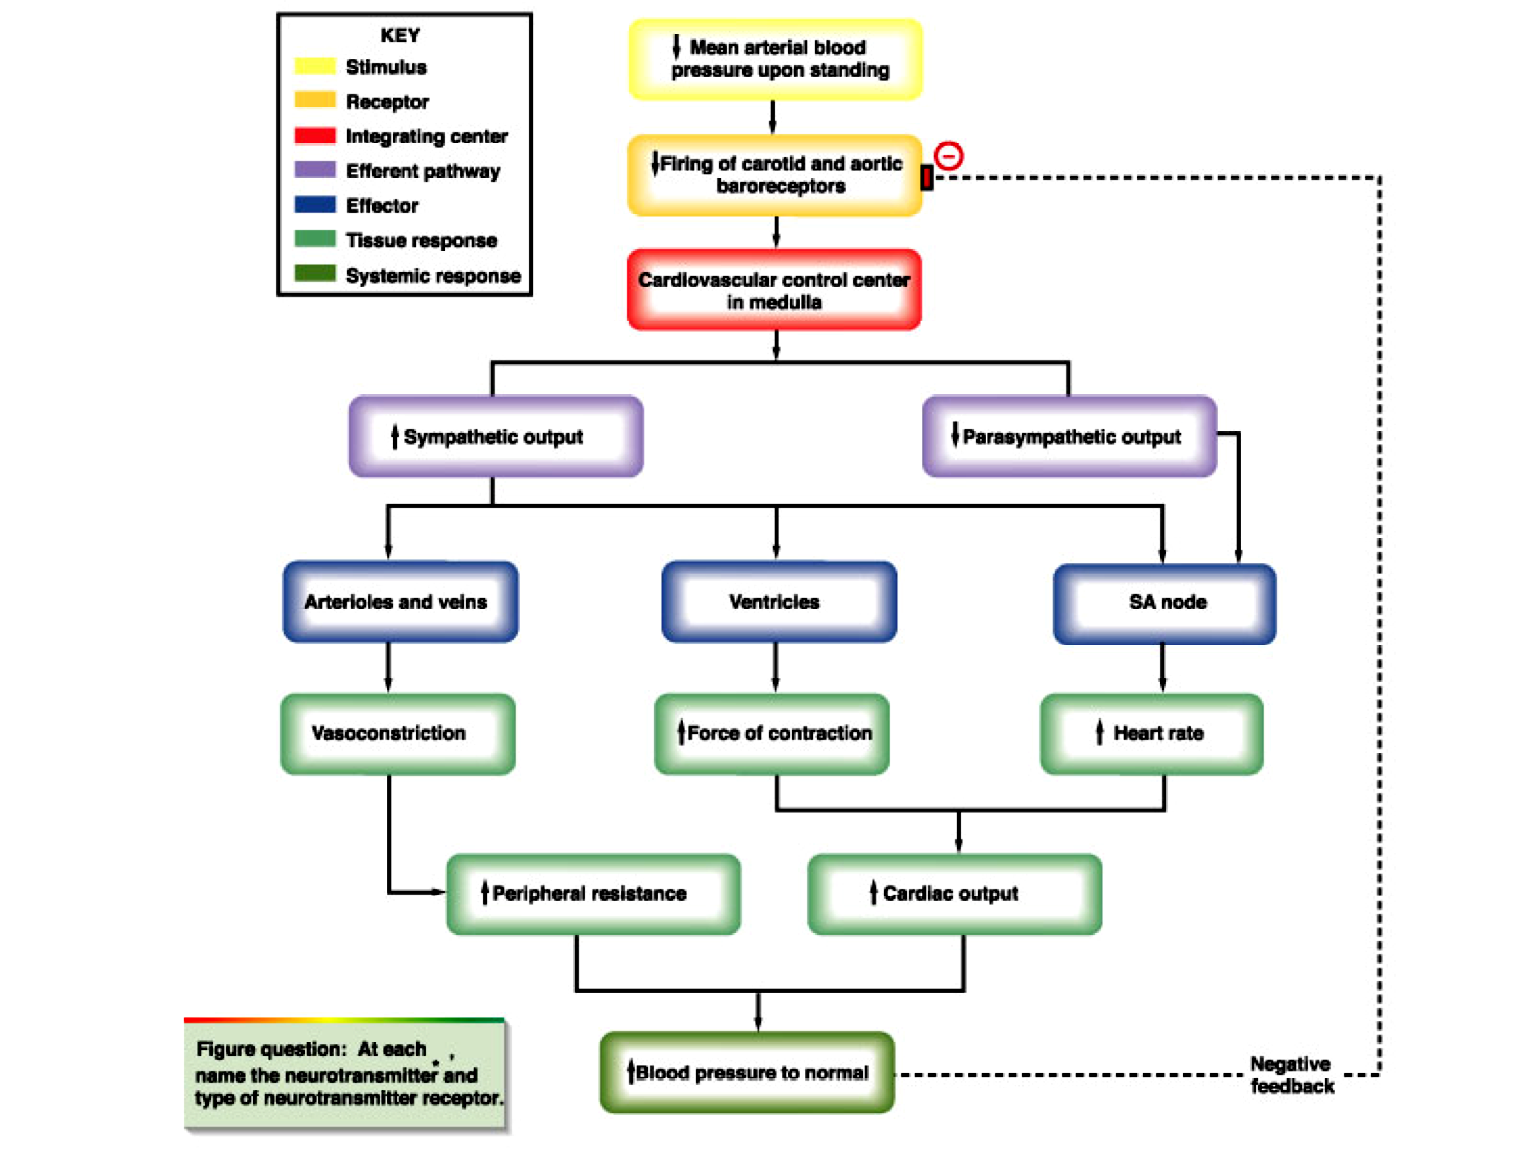 KEY
Stimulus
Receptor
Integrating center
Efferent pathway
Effector
Tissue response
Systemic response
↓ Mean arterial blood
pressure upon standing
↓Firing of carotid and aortic
baroreceptors
−
Cardiovascular control center
in medulla
↑ Sympathetic output
↓ Parasympathetic output
Arterioles and veins
Ventricles
SA node
Vasoconstriction
↑Force of contraction
↑ Heart rate
↑Peripheral resistance
↑ Cardiac output
↑Blood pressure to normal
Negative
feedback
Figure question: At each * ,
name the neurotransmitter and
type of neurotransmitter receptor.